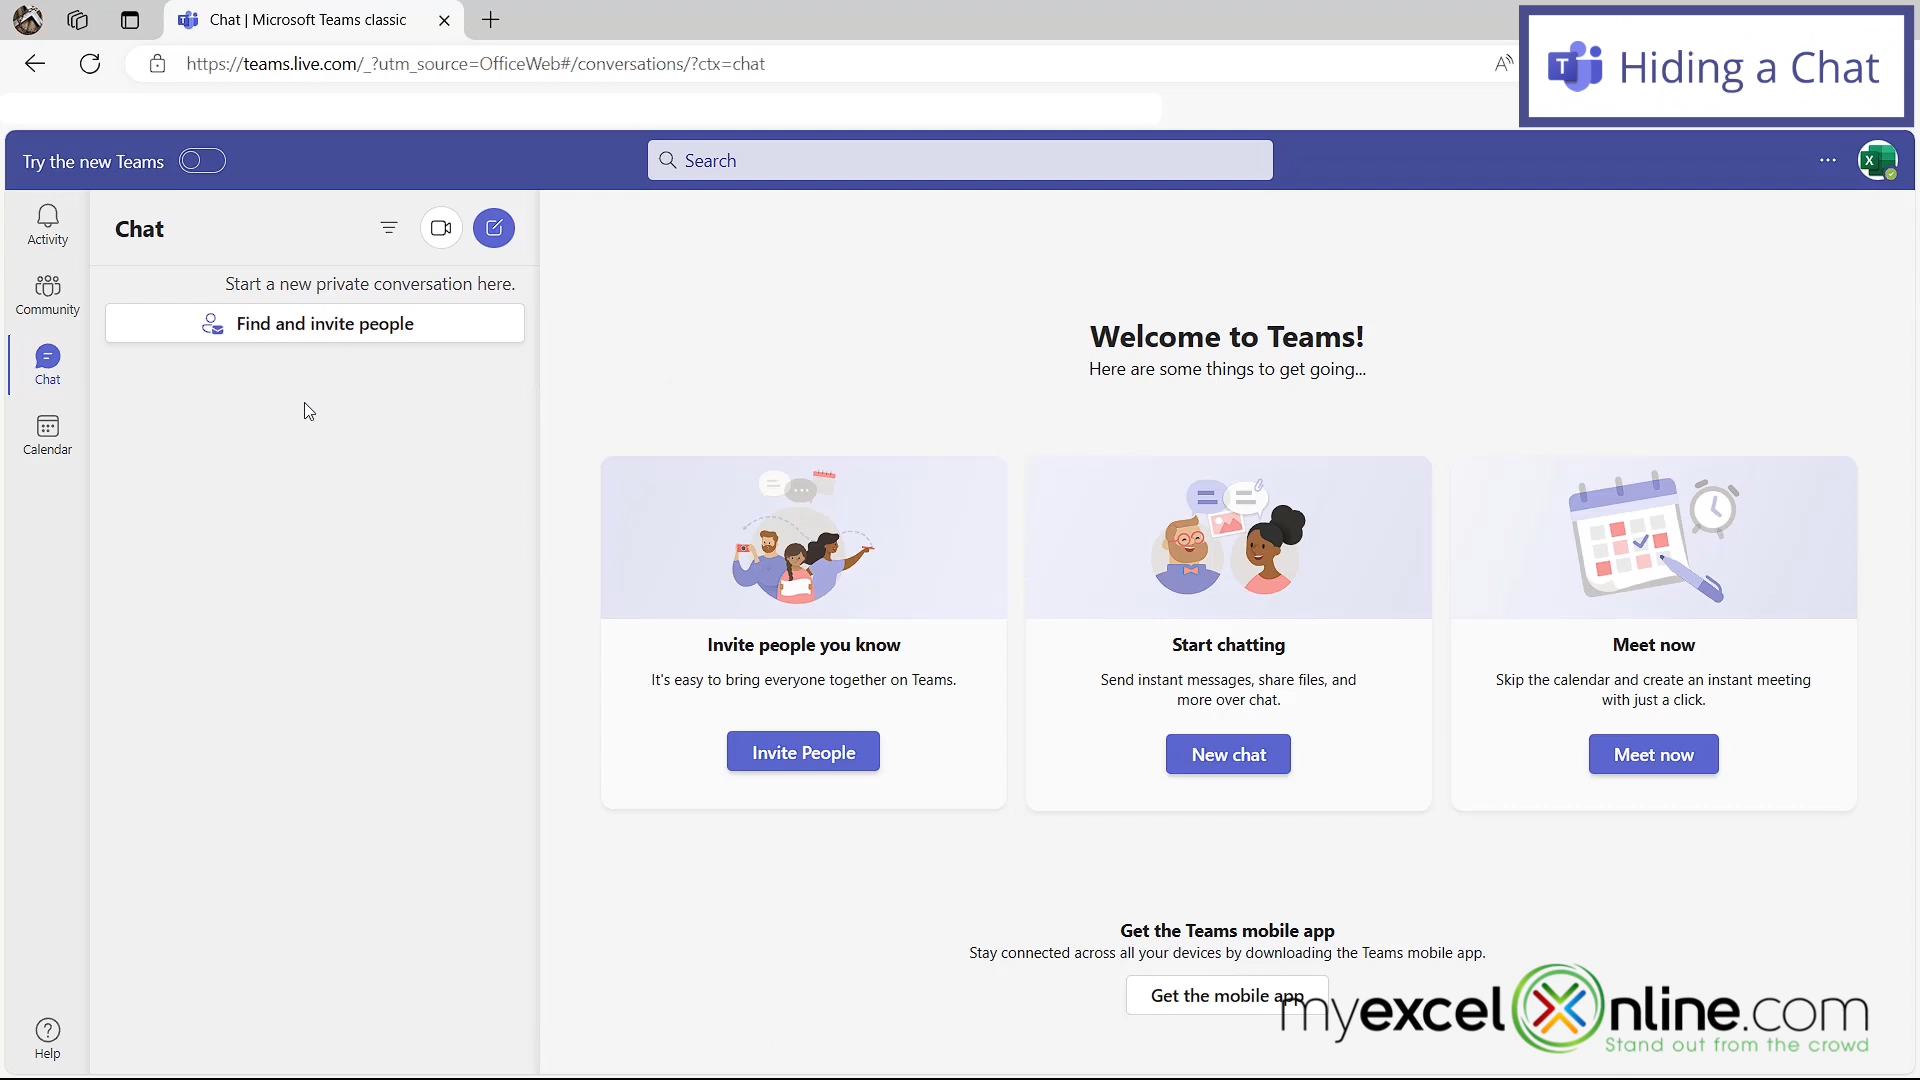 Chat | Microsoft Teams classic
https://teams.live.com/_?utm_source=OfficeWeb#/conversations/?ctx=chat
Hiding a Chat
Try the new Teams
Search
Activity
Community
Chat
Calendar
Help
Chat
Start a new private conversation here.
Find and invite people
Welcome to Teams!
Here are some things to get going...
Invite people you know
It's easy to bring everyone together on Teams.
Invite People
Start chatting
Send instant messages, share files, and
more over chat.
New chat
Meet now
Skip the calendar and create an instant meeting
with just a click.
Meet now
Get the Teams mobile app
Stay connected across all your devices by downloading the Teams mobile app.
Get the mobile app
myexcelOnline.com
Stand out from the crowd